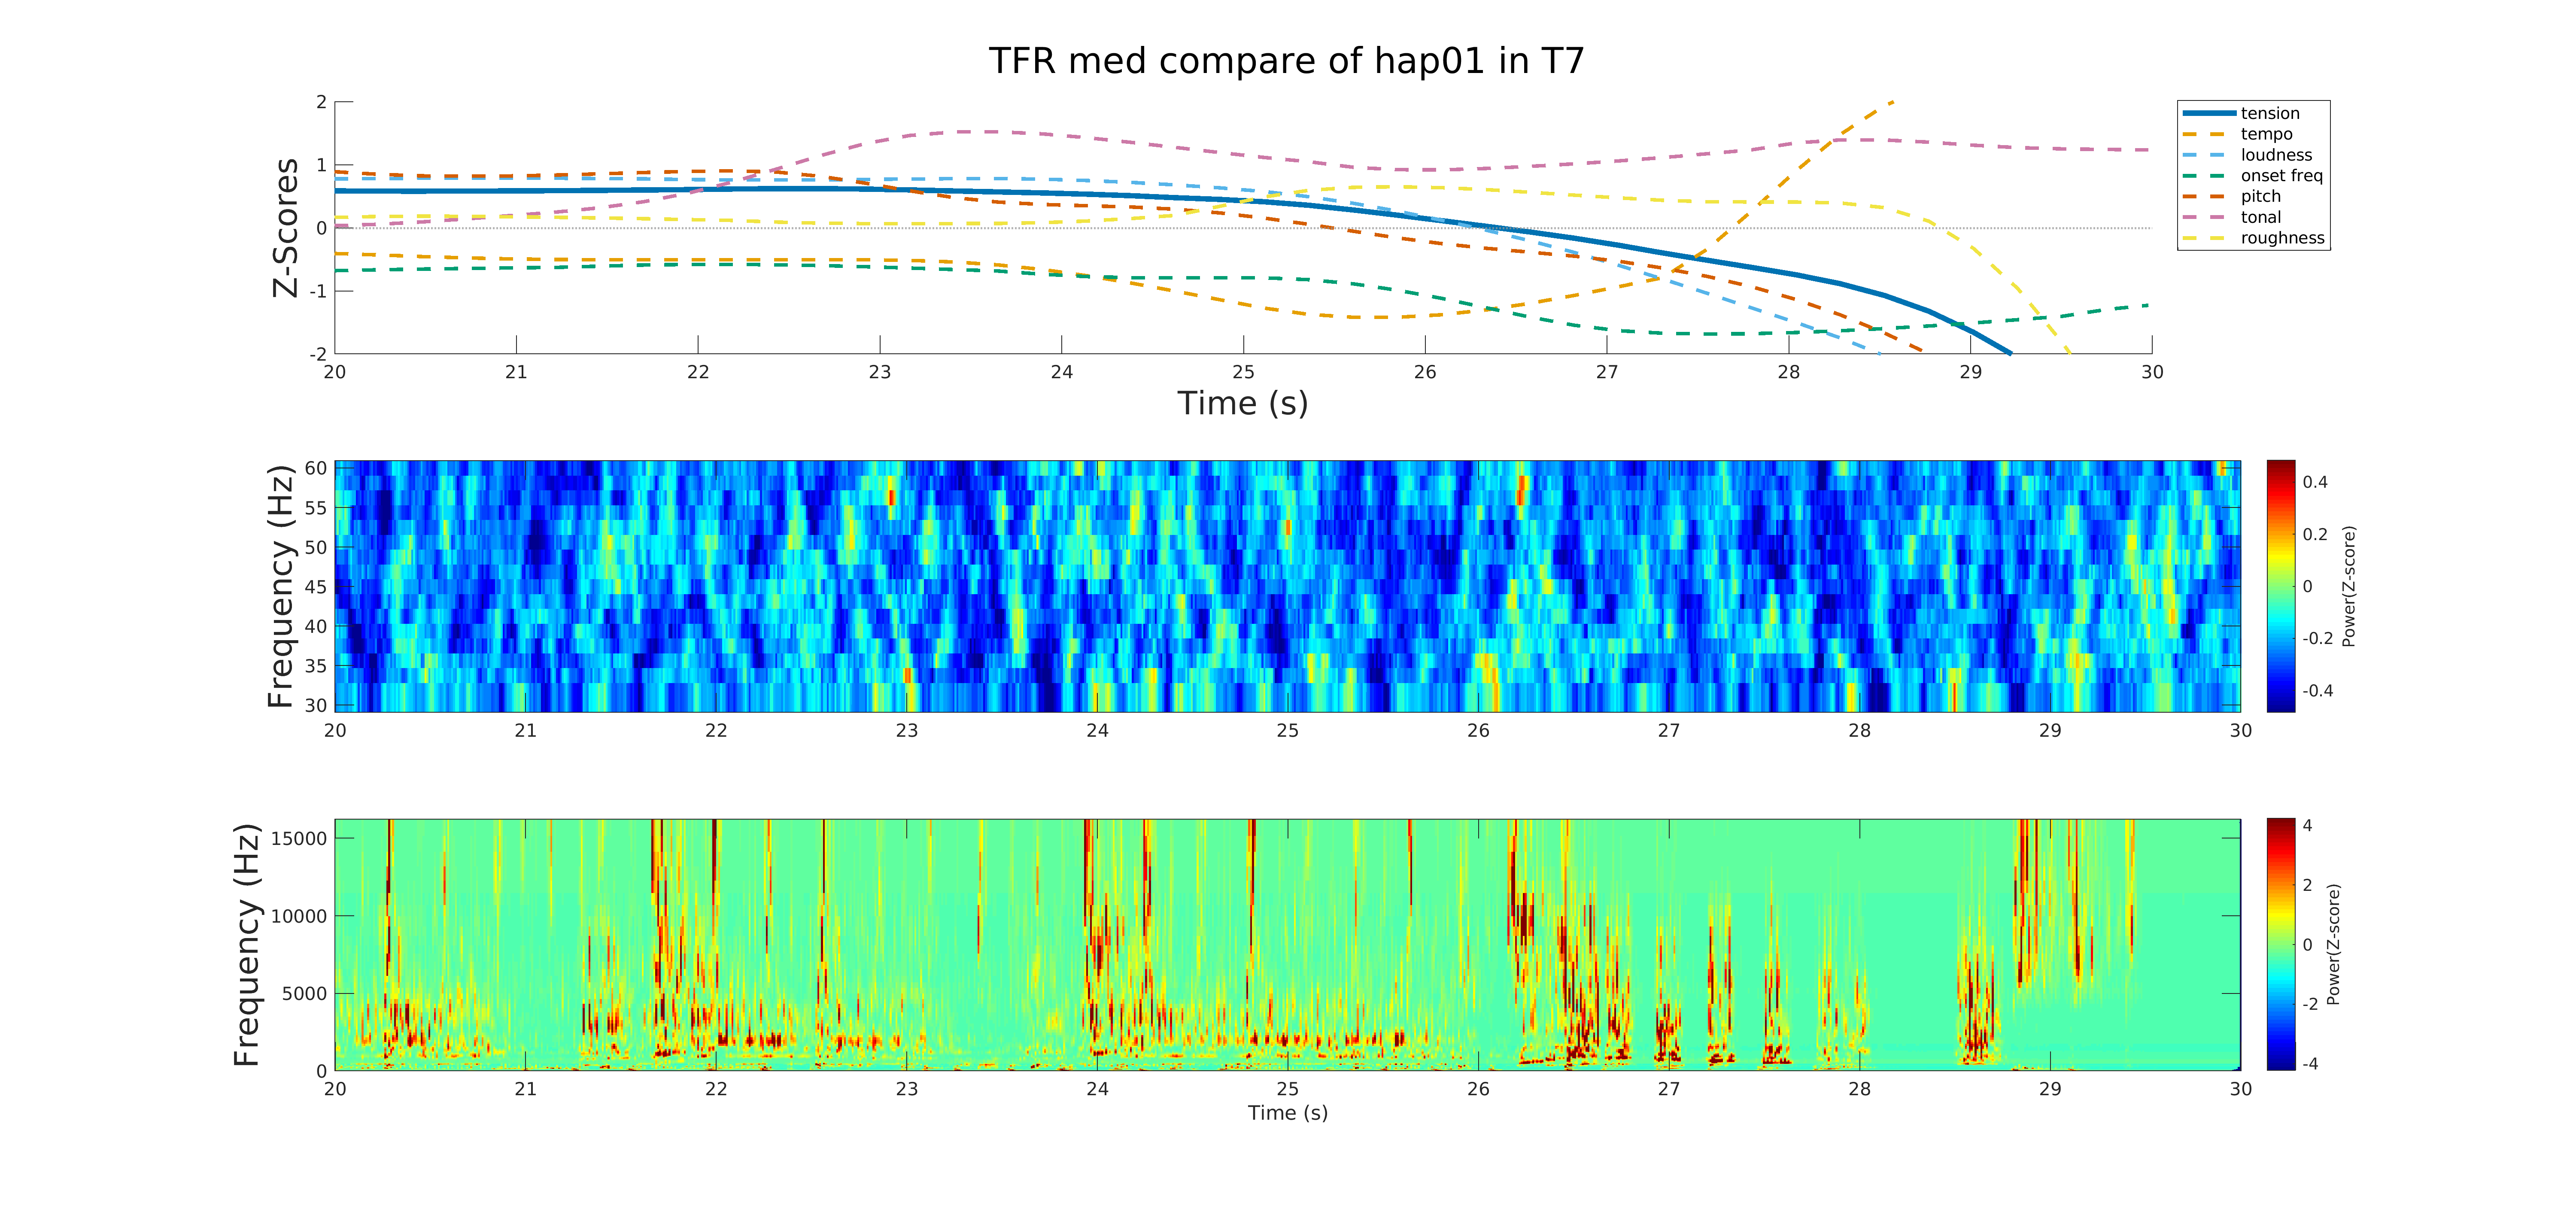 TFR med compare of hap01 in T7
Z-Scores
2
1
0
-1
-2
20 21 22 23 24 25 26 27 28 29 30
Time (s)
tension
tempo
loudness
onset freq
pitch
tonal
roughness
Frequency (Hz)
60
55
50
45
40
35
30
20 21 22 23 24 25 26 27 28 29 30
0.4
0.2
0
-0.2
-0.4
Power(Z-score)
Frequency (Hz)
15000
10000
5000
0
20 21 22 23 24 25 26 27 28 29 30
Time (s)
4
2
0
-2
-4
Power(Z-score)